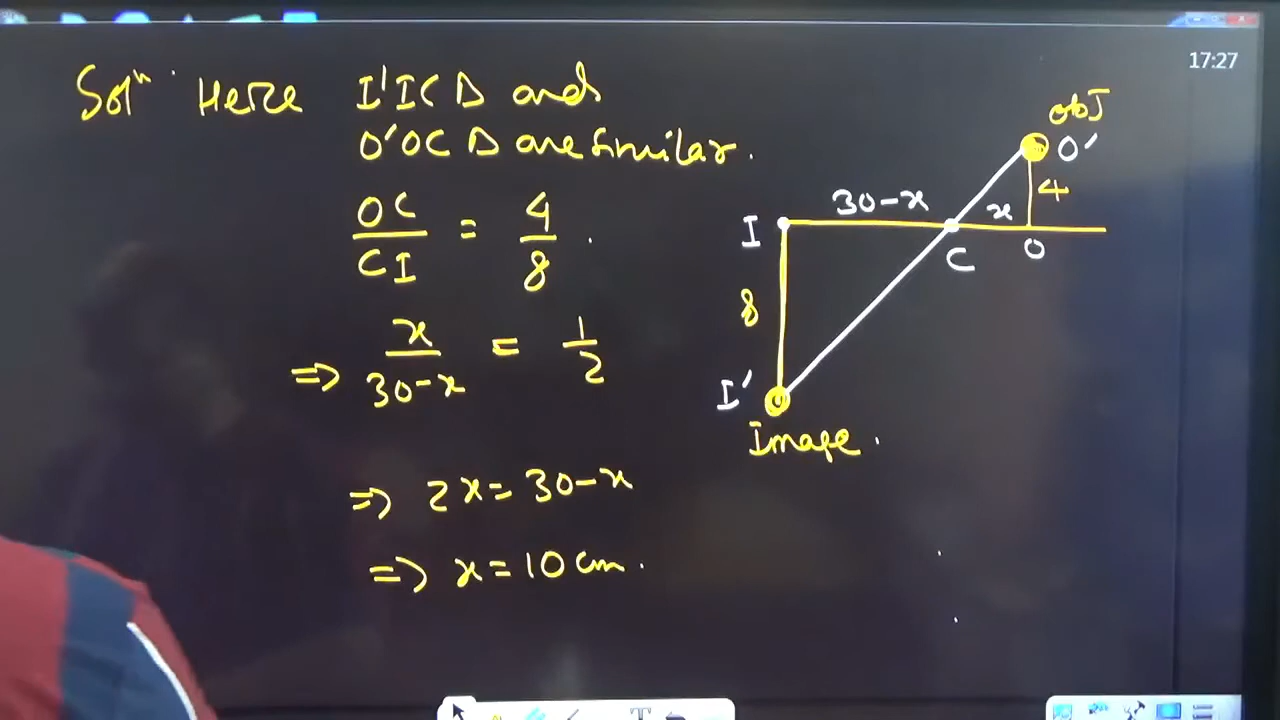 17:27
Solⁿ Here I'IC Δ and
O'OC Δ are similar.
OC/CI = 4/8.
⇒ x/30-x = 1/2
⇒ 2x = 30-x
⇒ x = 10 cm.
obj
O'
4
30-x
x
I
C
O
8
I'
Image.
T